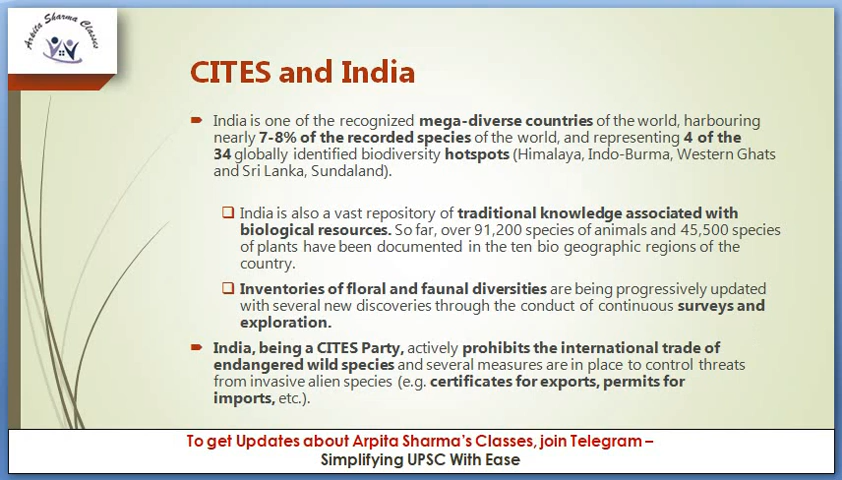 Arpita Sharma Classes
CITES and India
India is one of the recognized mega-diverse countries of the world, harbouring
nearly 7-8% of the recorded species of the world, and representing 4 of the
34 globally identified biodiversity hotspots (Himalaya, Indo-Burma, Western Ghats
and Sri Lanka, Sundaland).
India is also a vast repository of traditional knowledge associated with
biological resources. So far, over 91,200 species of animals and 45,500 species
of plants have been documented in the ten bio geographic regions of the
country.
Inventories of floral and faunal diversities are being progressively updated
with several new discoveries through the conduct of continuous surveys and
exploration.
India, being a CITES Party, actively prohibits the international trade of
endangered wild species and several measures are in place to control threats
from invasive alien species (e.g. certificates for exports, permits for
imports, etc.).
To get Updates about Arpita Sharma's Classes, join Telegram –
Simplifying UPSC With Ease